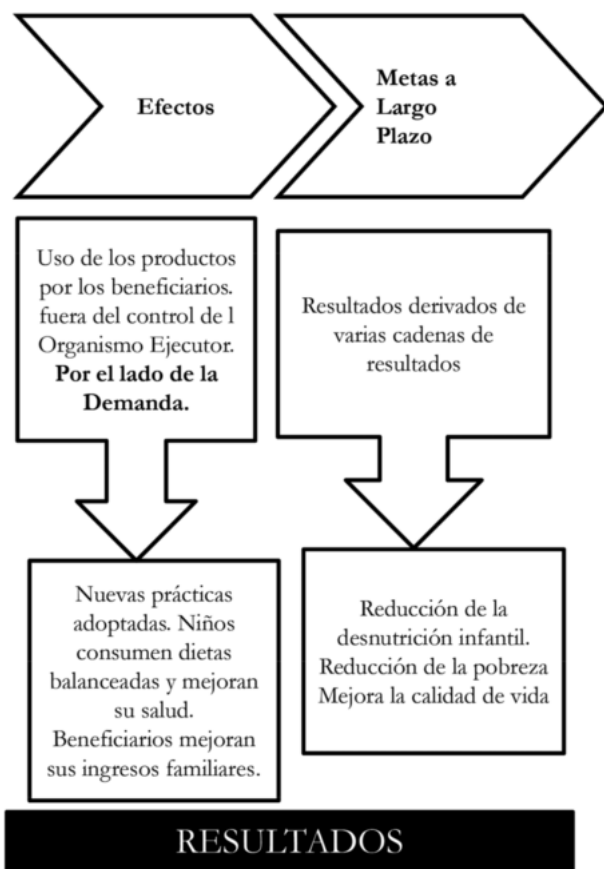 Efectos
Metas a
Largo
Plazo
Uso de los productos
por los beneficiarios.
fuera del control de l
Organismo Ejecutor.
Por el lado de la
Demanda.
Resultados derivados de
varias cadenas de
resultados
Nuevas prácticas
adoptadas. Niños
consumen dietas
balanceadas y mejoran
su salud.
Beneficiarios mejoran
sus ingresos familiares.
Reducción de la
desnutrición infantil.
Reducción de la pobreza
Mejora la calidad de vida
RESULTADOS